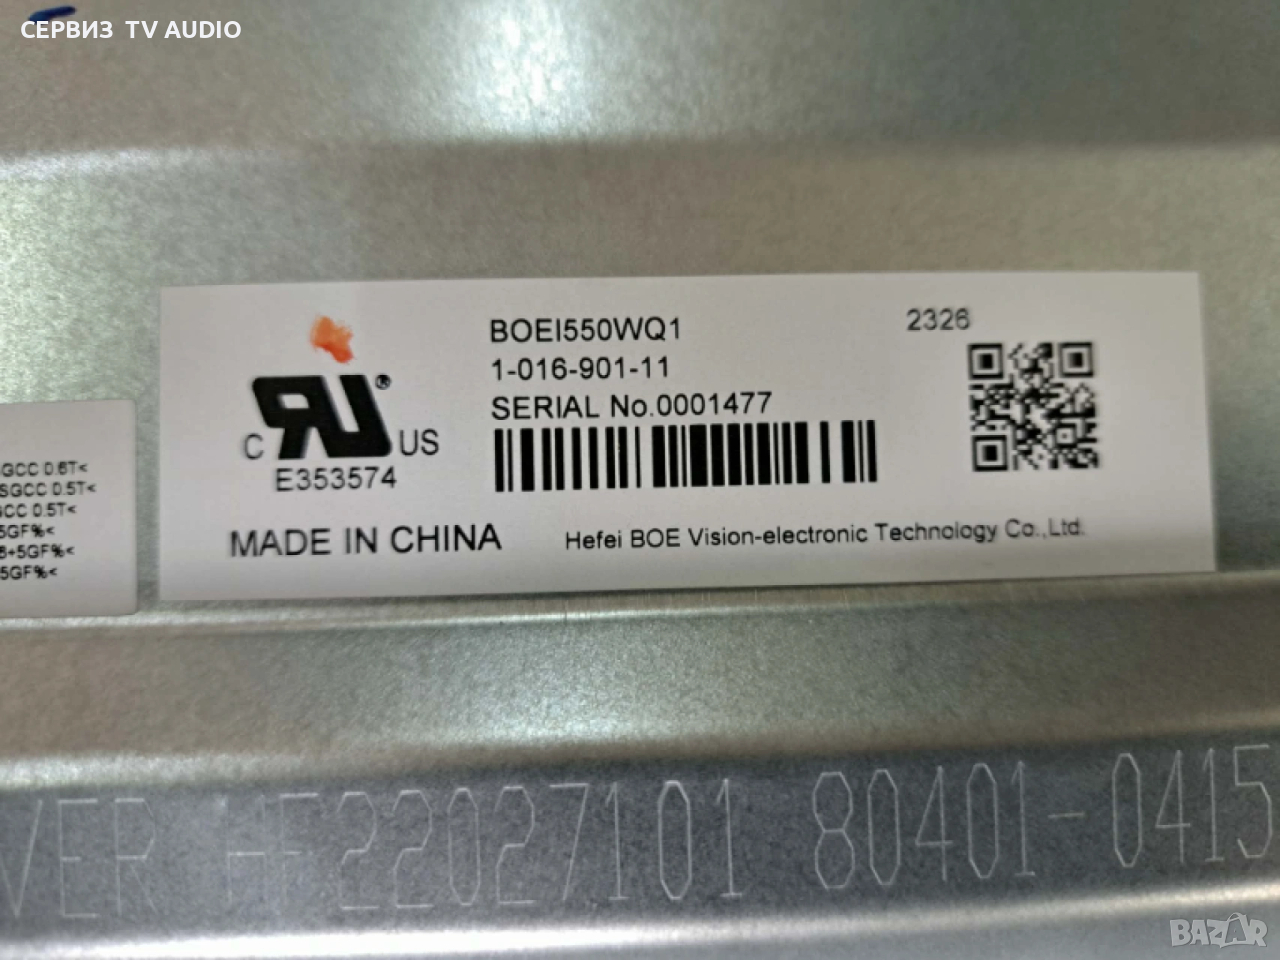 СЕРВИЗ TV AUDIO
BOEI550WQ1
2326
1-016-901-11
SERIAL No.0001477
C US
E353574
MADE IN CHINA
Hefei BOE Vision-electronic Technology Co.,Ltd.
GCC 0.6T<
SGCC 0.5T<
GCC 0.5T<
5GF%<
+5GF%<
5GF%<
VER HF22027101 80401-0415
BAZAR